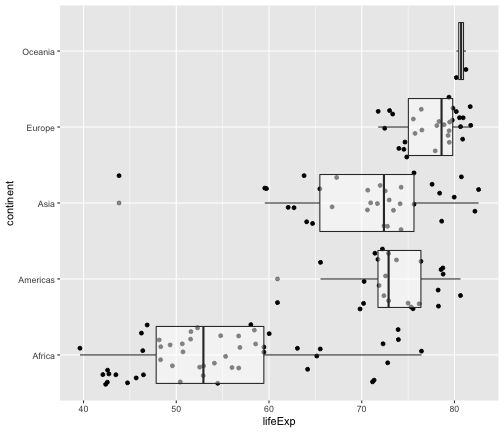 continent
Oceania
Europe
Asia
Americas
Africa
40 50 60 70 80
lifeExp